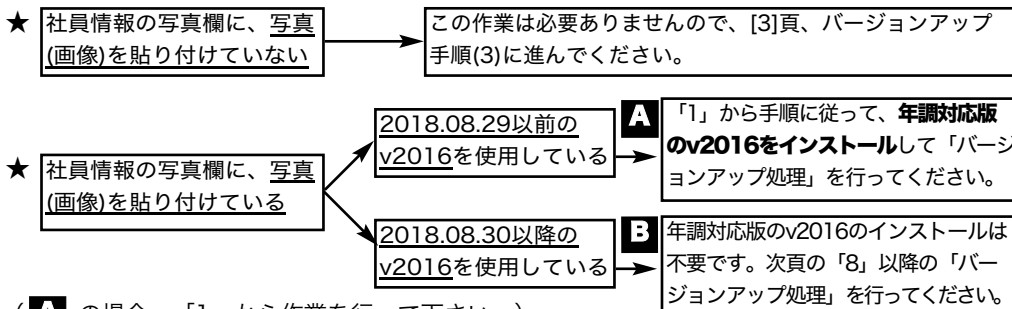 ★ 社員情報の写真欄に、写真
(画像)を貼り付けていない
この作業は必要ありませんので、[3]頁、バージョンアップ
手順(3)に進んでください。
★ 社員情報の写真欄に、写真
(画像)を貼り付けている
2018.08.29以前の
v2016を使用している
A
「1」から手順に従って、年調対応版
のv2016をインストールして「バージ
ョンアップ処理」を行ってください。
2018.08.30以降の
v2016を使用している
B
年調対応版のv2016のインストールは
不要です。次頁の「8」以降の「バー
ジョンアップ処理」を行ってください。
( A の場合、「1」から作業を行って下さい。)